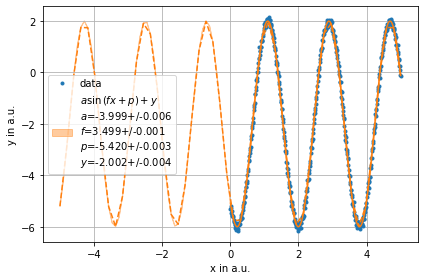 2
0
−2
−4
−6
y in a.u.
data
a sin(fx + p) + y
a=-3.999+/-0.006
f=3.499+/-0.001
p=-5.420+/-0.003
y=-2.002+/-0.004
−4 −2 0 2 4
x in a.u.